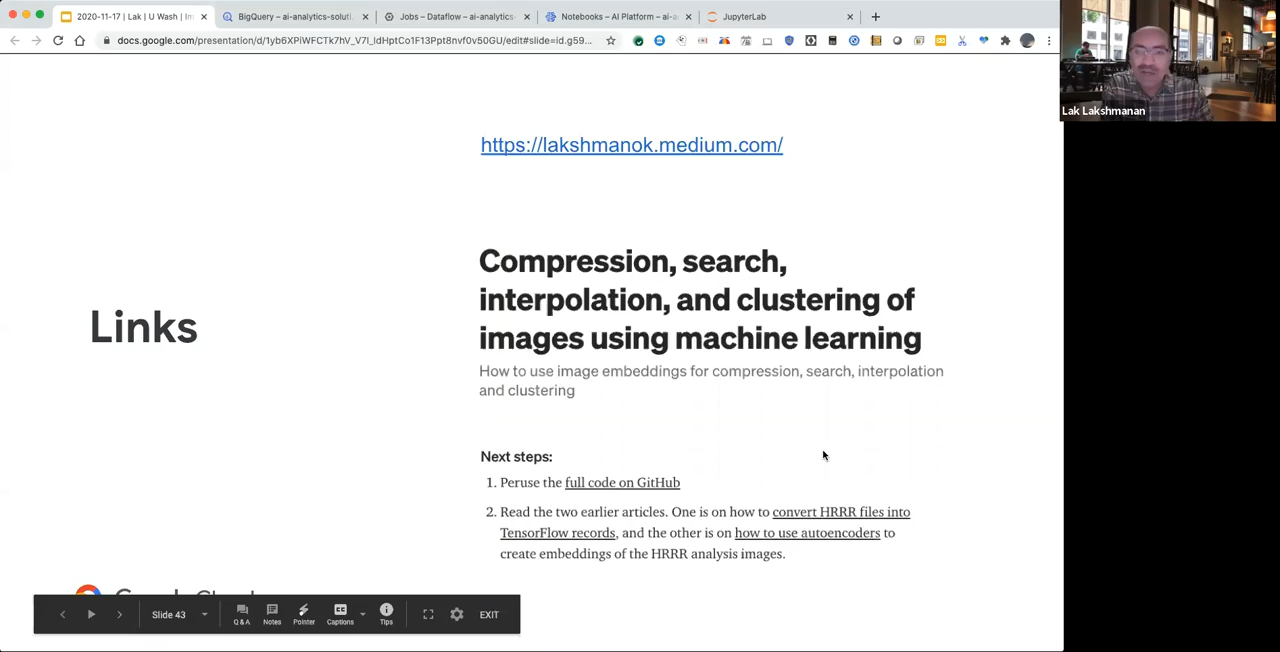 2020-11-17 | Lak | U Wash | Im
BigQuery – ai-analytics-soluti
Jobs – Dataflow – ai-analytics-
Notebooks – AI Platform – ai-a
JupyterLab
docs.google.com/presentation/d/1yb6XPiWFCTk7hV_V7l_ldHptCo1F13Ppt8nvf0v50GU/edit#slide=id.g59...
Lak Lakshmanan
https://lakshmanok.medium.com/
Links
Compression, search,
interpolation, and clustering of
images using machine learning
How to use image embeddings for compression, search, interpolation
and clustering
Next steps:
1. Peruse the full code on GitHub
2. Read the two earlier articles. One is on how to convert HRRR files into
TensorFlow records, and the other is on how to use autoencoders to
create embeddings of the HRRR analysis images.
Slide 43
Q & A
Notes
Pointer
CC
Captions
Tips
EXIT